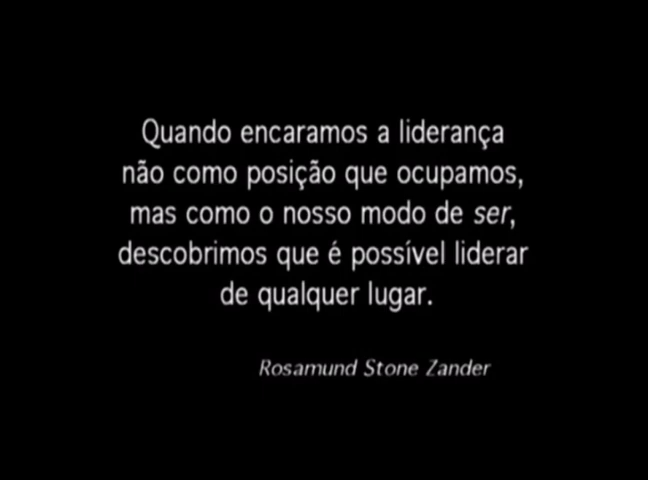 Quando encaramos a liderança
não como posição que ocupamos,
mas como o nosso modo de ser,
descobrimos que é possível liderar
de qualquer lugar.
Rosamund Stone Zander